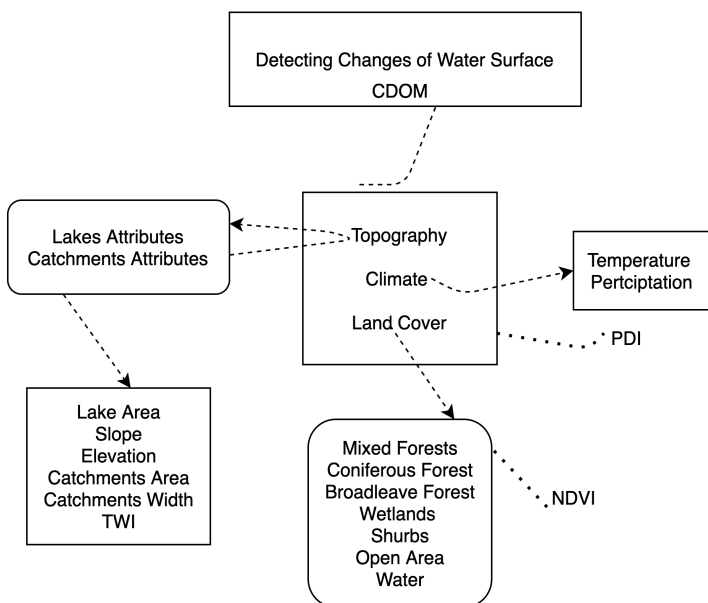 Detecting Changes of Water Surface
CDOM
Lakes Attributes
Catchments Attributes
Topography
Climate
Land Cover
Temperature
Pertciptation
PDI
Lake Area
Slope
Elevation
Catchments Area
Catchments Width
TWI
Mixed Forests
Coniferous Forest
Broadleave Forest
Wetlands
Shurbs
Open Area
Water
NDVI